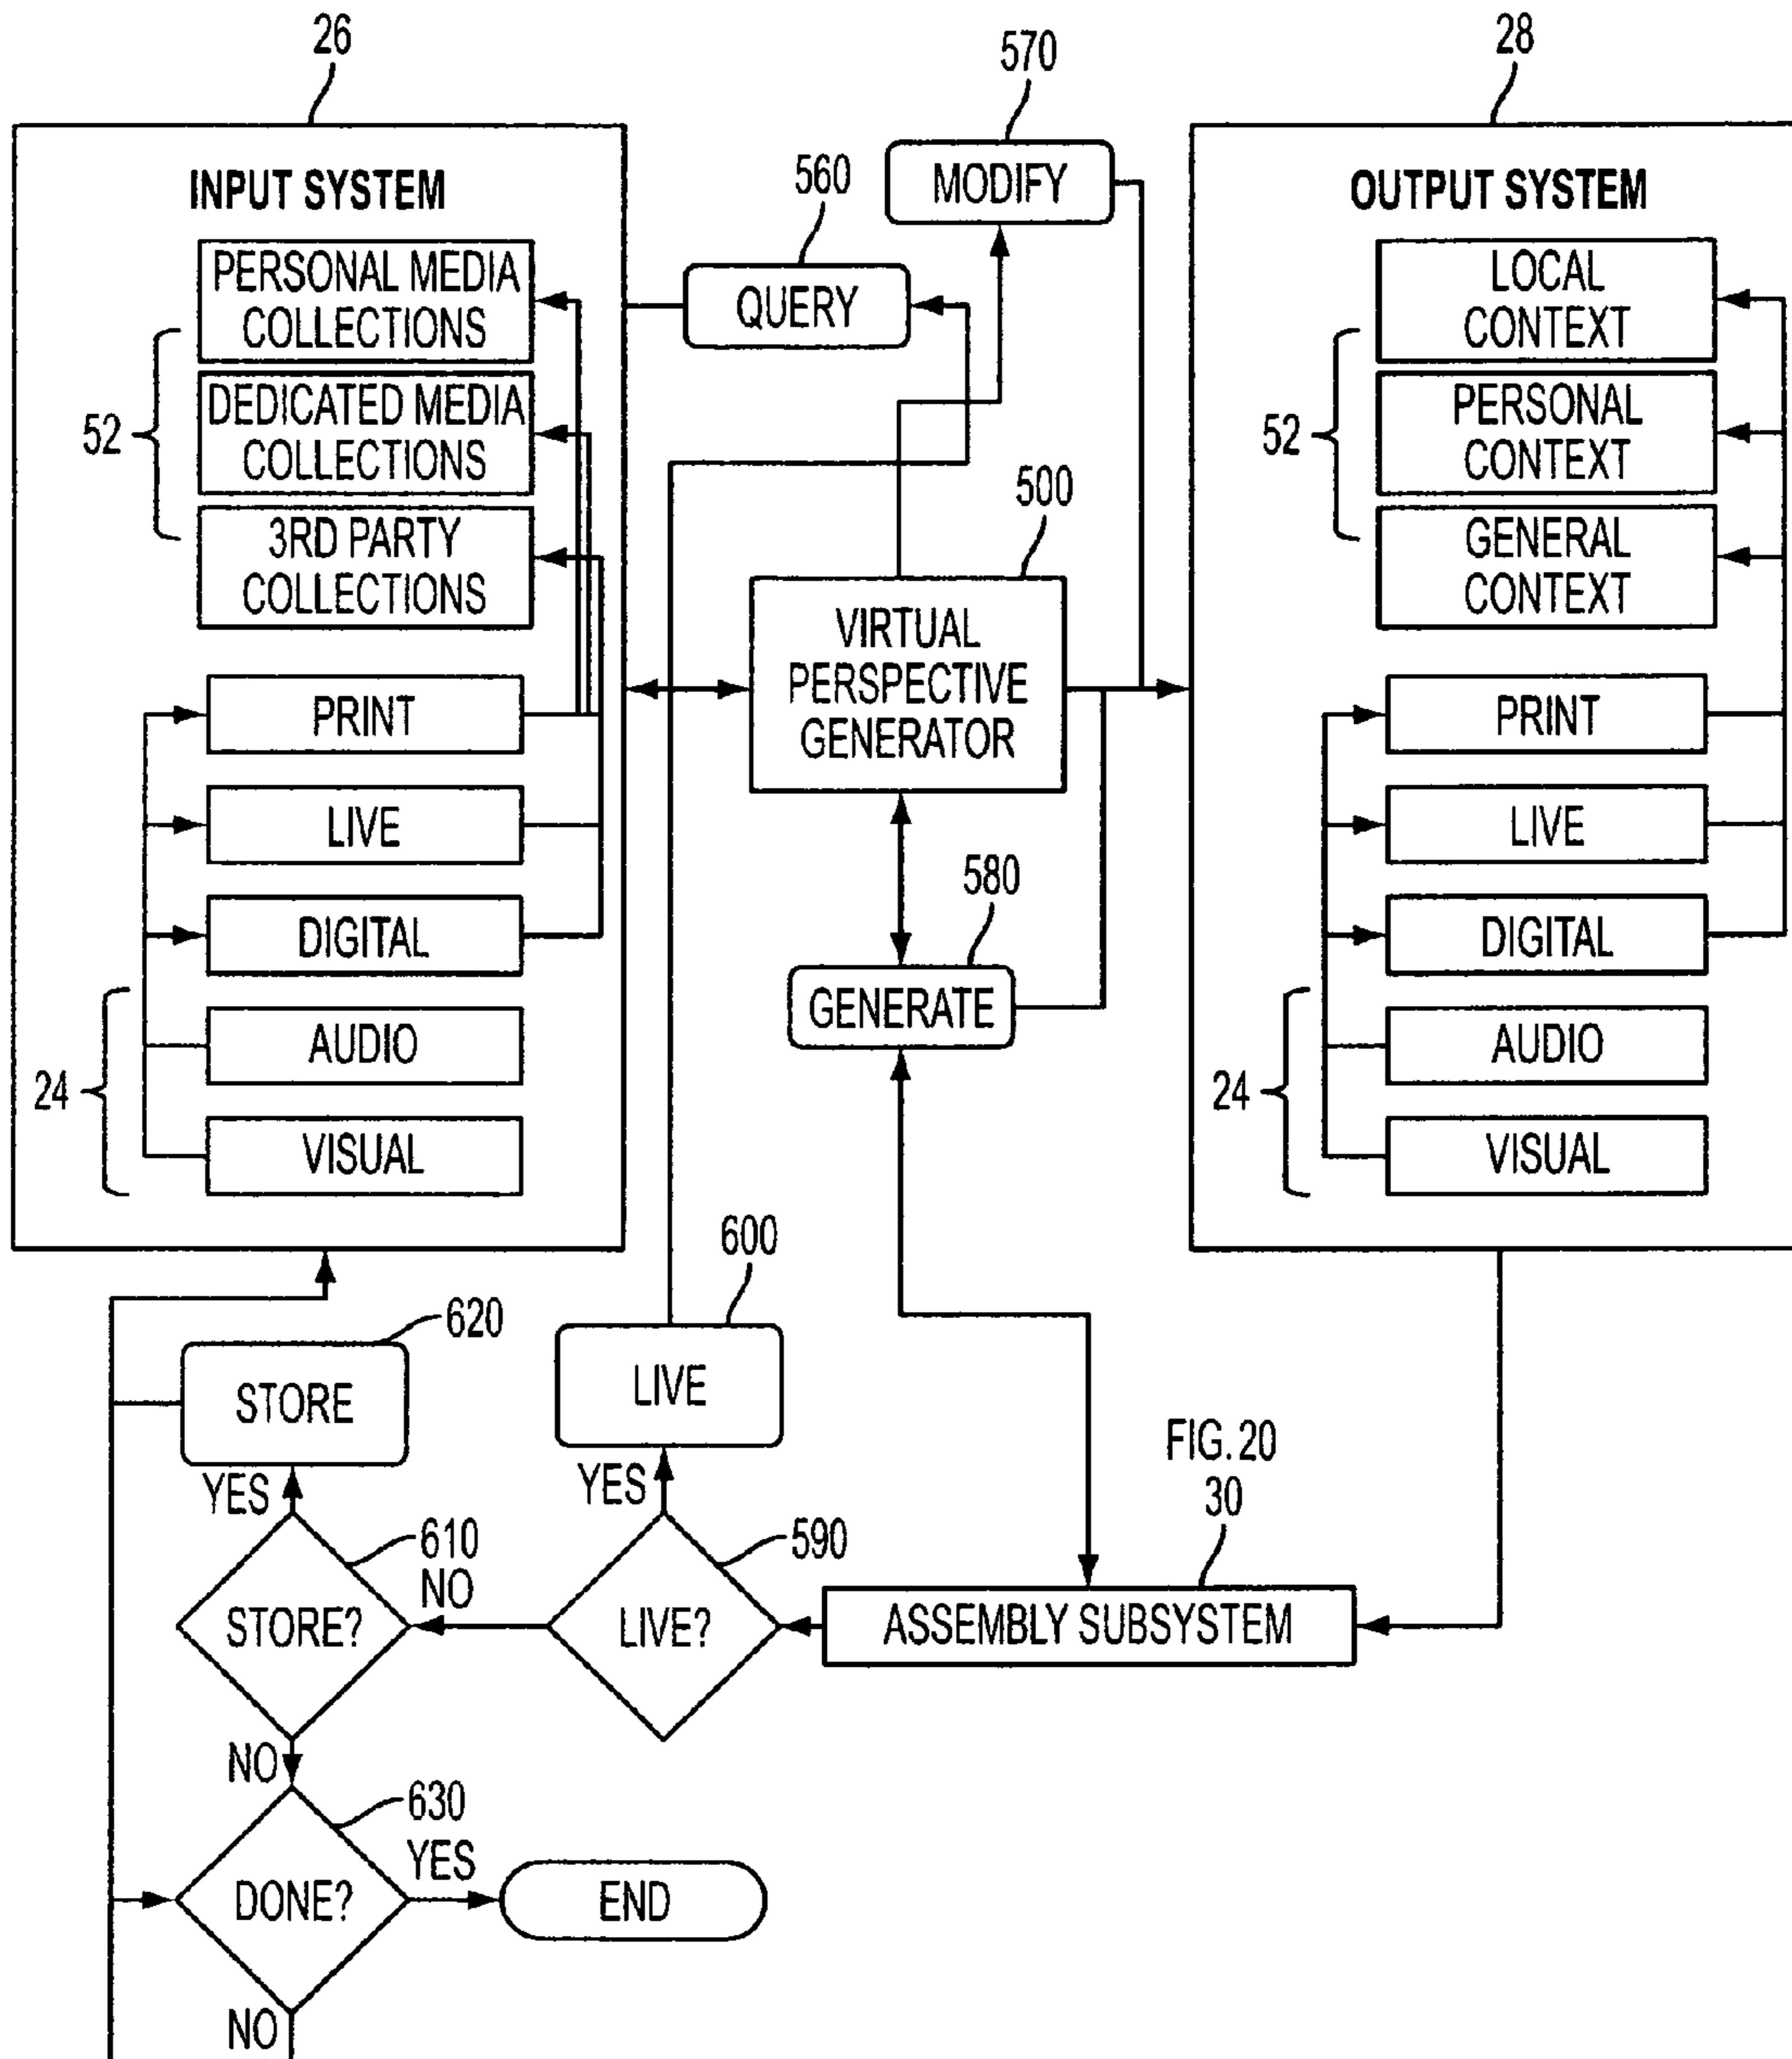 26
28
570
INPUT SYSTEM
560
MODIFY
OUTPUT SYSTEM
PERSONAL MEDIA
COLLECTIONS
QUERY
LOCAL
CONTEXT
52
DEDICATED MEDIA
COLLECTIONS
52
PERSONAL
CONTEXT
500
3RD PARTY
COLLECTIONS
GENERAL
CONTEXT
VIRTUAL
PERSPECTIVE
GENERATOR
PRINT
PRINT
LIVE
LIVE
580
DIGITAL
DIGITAL
GENERATE
AUDIO
AUDIO
24
24
VISUAL
VISUAL
600
620
STORE
LIVE
FIG. 20
30
YES
YES
610
590
NO
STORE?
LIVE?
ASSEMBLY SUBSYSTEM
NO
630
YES
DONE?
END
NO